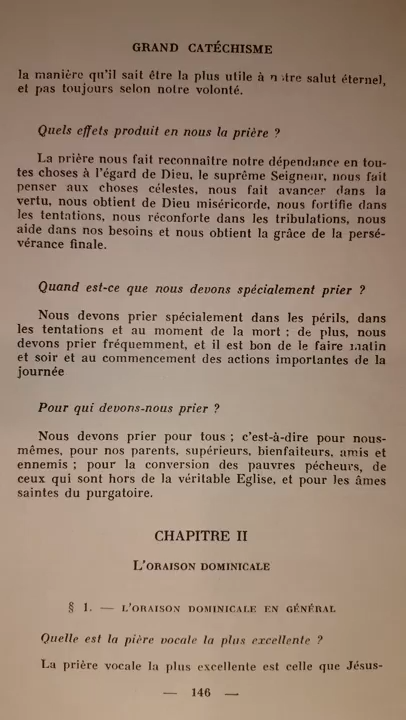 GRAND CATÉCHISME
la manière qu'il sait être la plus utile à notre salut éternel,
et pas toujours selon notre volonté.
Quels effets produit en nous la prière ?
La prière nous fait reconnaitre notre dépendance en tou-
tes choses à l'égard de Dieu, le suprême Seigneur, nous fait
penser aux choses célestes, nous fait avancer dans la
vertu, nous obtient de Dieu miséricorde, nous fortifie dans
les tentations, nous réconforte dans les tribulations, nous
aide dans nos besoins et nous obtient la grâce de la persé-
vérance finale.
Quand est-ce que nous devons spécialement prier ?
Nous devons prier spécialement dans les périls, dans
les tentations et au moment de la mort : de plus, nous
devons prier fréquemment, et il est bon de le faire matin
et soir et au commencement des actions importantes de la
journée
Pour qui devons-nous prier ?
Nous devons prier pour tous ; c'est-à-dire pour nous-
mêmes, pour nos parents, supérieurs, bienfaiteurs, amis et
ennemis ; pour la conversion des pauvres pécheurs, de
ceux qui sont hors de la véritable Eglise, et pour les âmes
saintes du purgatoire.
CHAPITRE II
L'ORAISON DOMINICALE
§ 1. — L'ORAISON DOMINICALE EN GÉNÉRAL
Quelle est la pière vocale la plus excellente ?
La prière vocale la plus excellente est celle que Jésus-
— 146 —